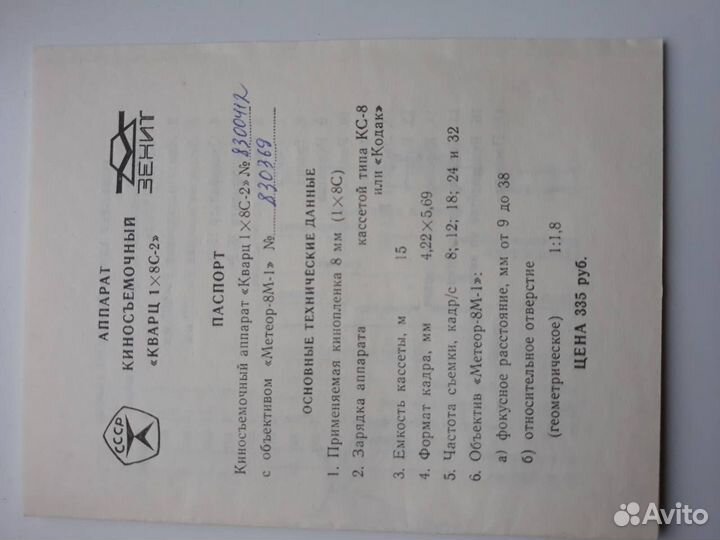 СССР
АППАРАТ
КИНОСЪЕМОЧНЫЙ
«КВАРЦ 1×8С-2»
ЗЕНИТ
ПАСПОРТ
Киносъемочный аппарат «Кварц 1×8С-2» № 8300412
с объективом «Метеор-8М-1» № 830369
ОСНОВНЫЕ ТЕХНИЧЕСКИЕ ДАННЫЕ
1. Применяемая кинопленка 8 мм (1×8С)
2. Зарядка аппарата кассетой типа КС-8
или «Кодак»
3. Емкость кассеты, м 15
4. Формат кадра, мм 4,22×5,69
5. Частота съемки, кадр/с 8; 12; 18; 24 и 32
6. Объектив «Метеор-8М-1»:
а) фокусное расстояние, мм от 9 до 38
б) относительное отверстие
(геометрическое) 1:1,8
ЦЕНА 335 руб.
Avito